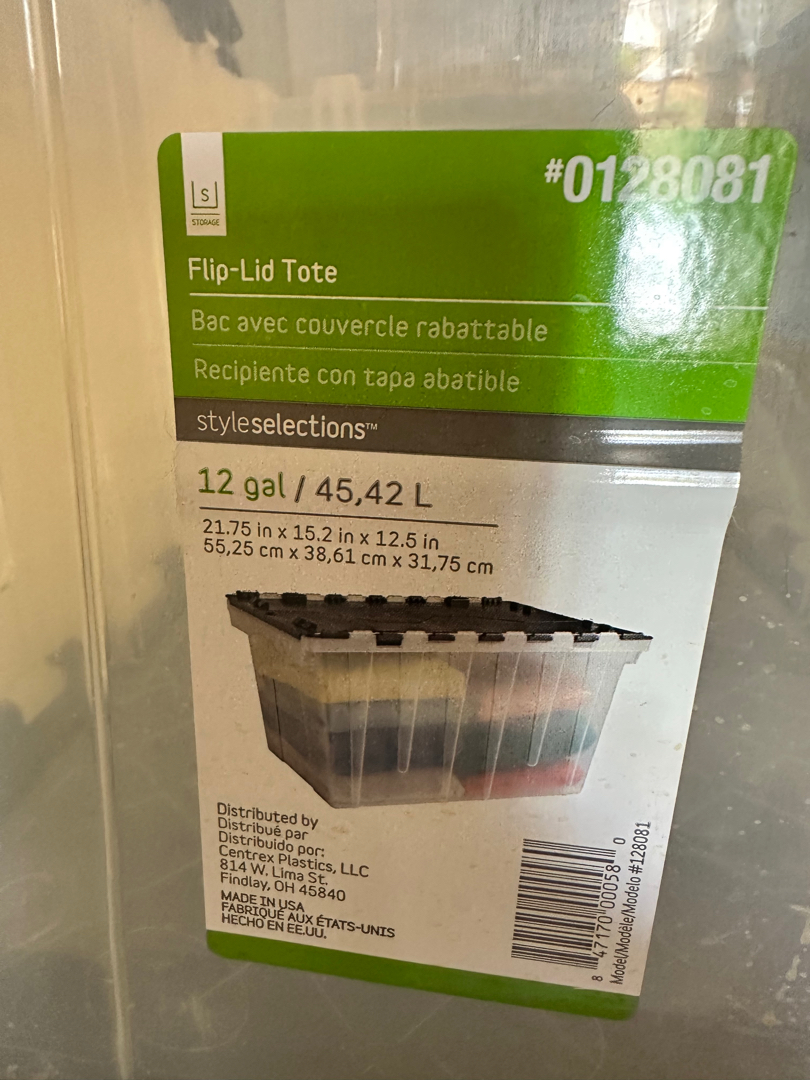 S
STORAGE
#0128081
Flip-Lid Tote
Bac avec couvercle rabattable
Recipiente con tapa abatible
styleselections™
12 gal / 45,42 L
21.75 in x 15.2 in x 12.5 in
55,25 cm x 38,61 cm x 31,75 cm
Distributed by
Distribué par
Distribuido por:
Centrex Plastics, LLC
814 W. Lima St.
Findlay, OH 45840
MADE IN USA
FABRIQUÉ AUX ÉTATS-UNIS
HECHO EN EE.UU.
8 47170 00058 0
Model/Modèle/Modelo #128081